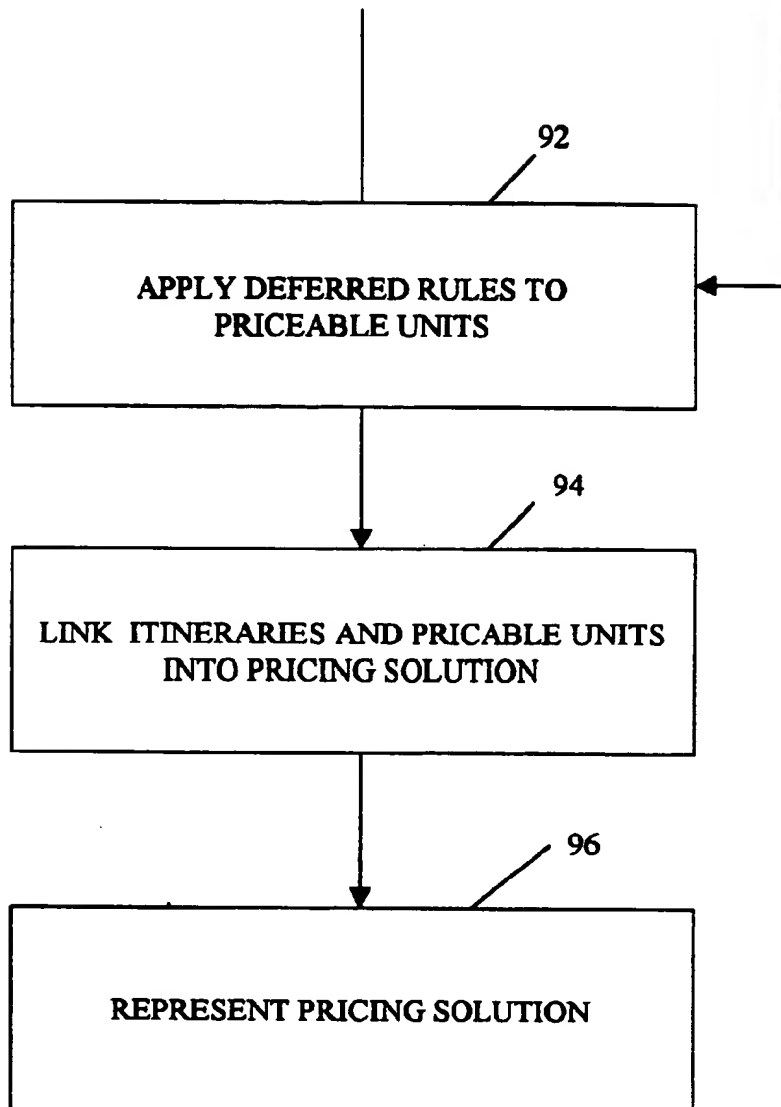 92
APPLY DEFERRED RULES TO
PRICEABLE UNITS
94
LINK ITINERARIES AND PRICABLE UNITS
INTO PRICING SOLUTION
96
REPRESENT PRICING SOLUTION